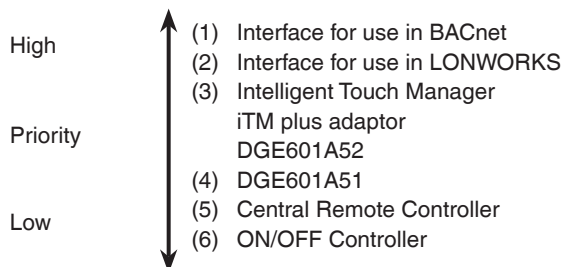 High
Priority
Low
(1) Interface for use in BACnet
(2) Interface for use in LONWORKS
(3) Intelligent Touch Manager
iTM plus adaptor
DGE601A52
(4) DGE601A51
(5) Central Remote Controller
(6) ON/OFF Controller